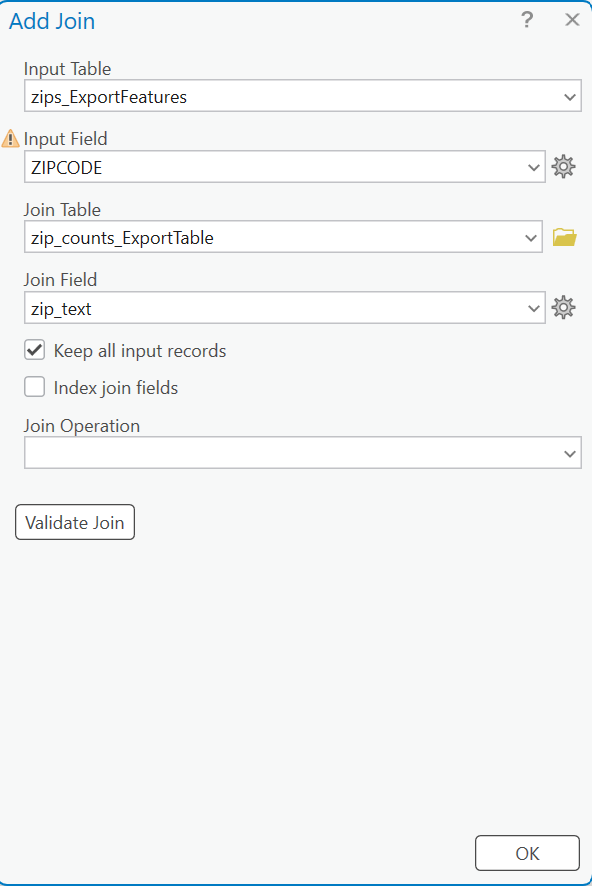 Add Join
?
Input Table
zips_ExportFeatures
Input Field
ZIPCODE
Join Table
zip_counts_ExportTable
Join Field
zip_text
Keep all input records
Index join fields
Join Operation
Validate Join
OK